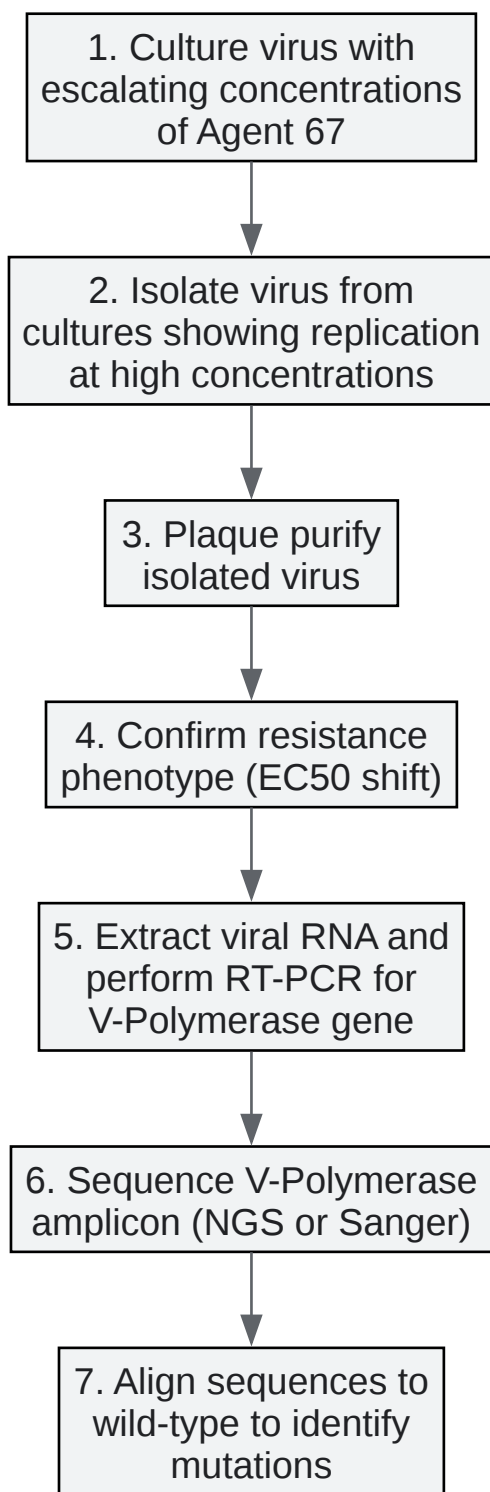 1. Culture virus with
escalating concentrations
of Agent 67
2. Isolate virus from
cultures showing replication
at high concentrations
3. Plaque purify
isolated virus
4. Confirm resistance
phenotype (EC50 shift)
5. Extract viral RNA and
perform RT-PCR for
V-Polymerase gene
6. Sequence V-Polymerase
amplicon (NGS or Sanger)
7. Align sequences to
wild-type to identify
mutations